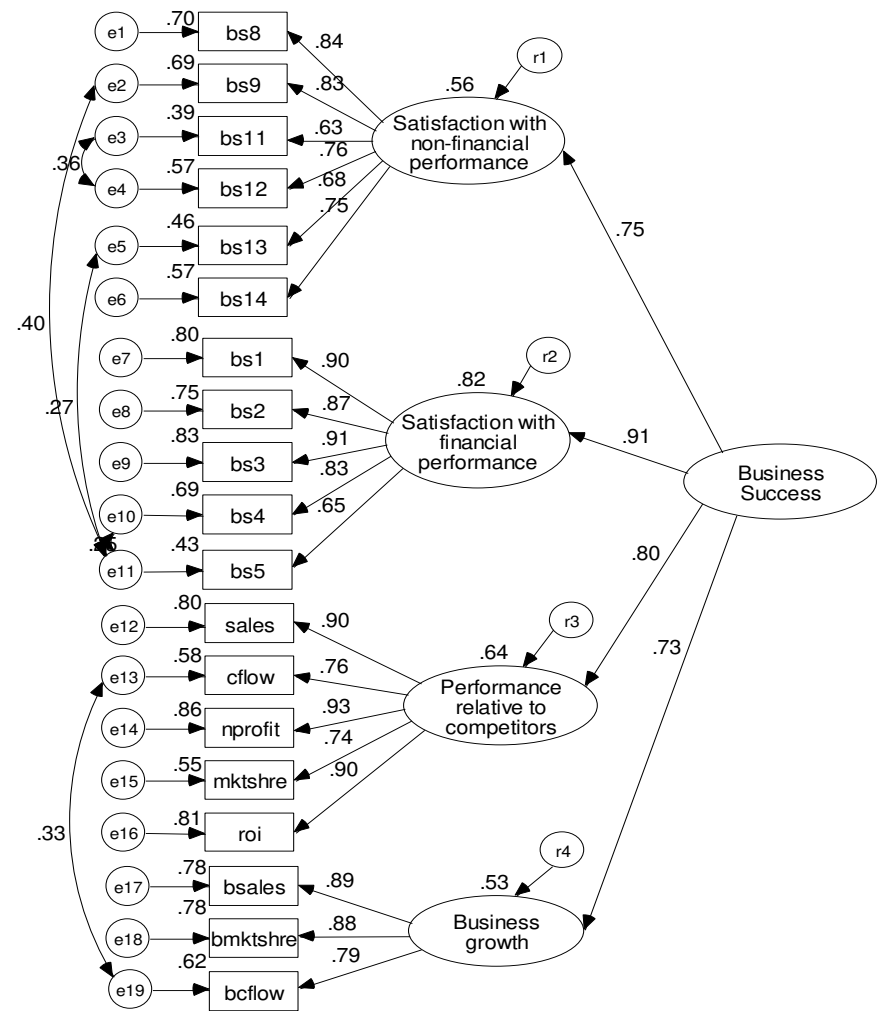 .70
e1
bs8
.84
r1
.69
e2
bs9
.83
.56
Satisfaction with
non-financial
performance
.39
e3
bs11
.63
.36
.76
.57
e4
bs12
.68
.75
.46
e5
bs13
.75
.57
e6
bs14
.40
.80
e7
bs1
.90
r2
.82
.75
e8
bs2
.87
.27
Satisfaction with
financial
performance
.91
.83
e9
bs3
.91
.83
Business
Success
.69
e10
bs4
.65
.43
e11
bs5
.80
.80
e12
sales
.90
r3
.64
.73
.58
e13
cflow
.76
Performance
relative to
competitors
.86
e14
nprofit
.93
.74
.55
e15
mktshre
.90
.81
e16
roi
.33
r4
.78
e17
bsales
.89
.53
.78
e18
bmktshre
.88
Business
growth
.62
e19
bcflow
.79